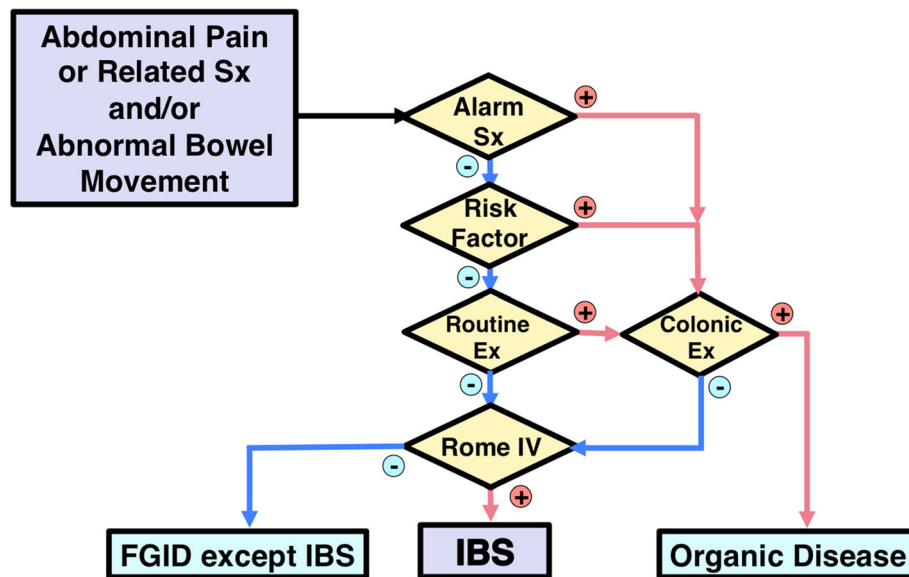 Abdominal Pain
or Related Sx
and/or
Abnormal Bowel
Movement
Alarm
Sx
+
-
Risk
Factor
+
-
Routine
Ex
+
-
Colonic
Ex
+
-
Rome IV
-
+
FGID except IBS
IBS
Organic Disease